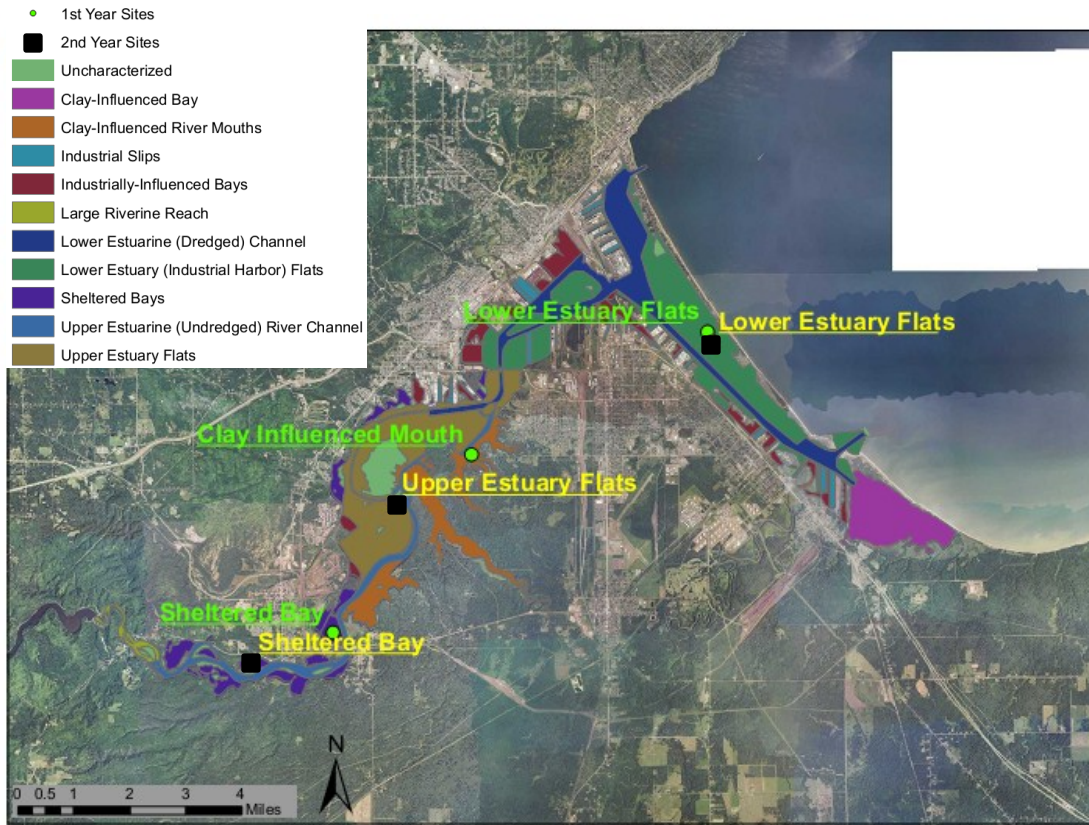 1st Year Sites
2nd Year Sites
Uncharacterized
Clay-Influenced Bay
Clay-Influenced River Mouths
Industrial Slips
Industrially-Influenced Bays
Large Riverine Reach
Lower Estuarine (Dredged) Channel
Lower Estuary (Industrial Harbor) Flats
Sheltered Bays
Upper Estuarine (Undredged) River Channel
Upper Estuary Flats
Lower Estuary Flats
Lower Estuary Flats
Clay Influenced Mouth
Upper Estuary Flats
Sheltered Bay
Sheltered Bay
N
0 0.5 1 2 3 4
Miles